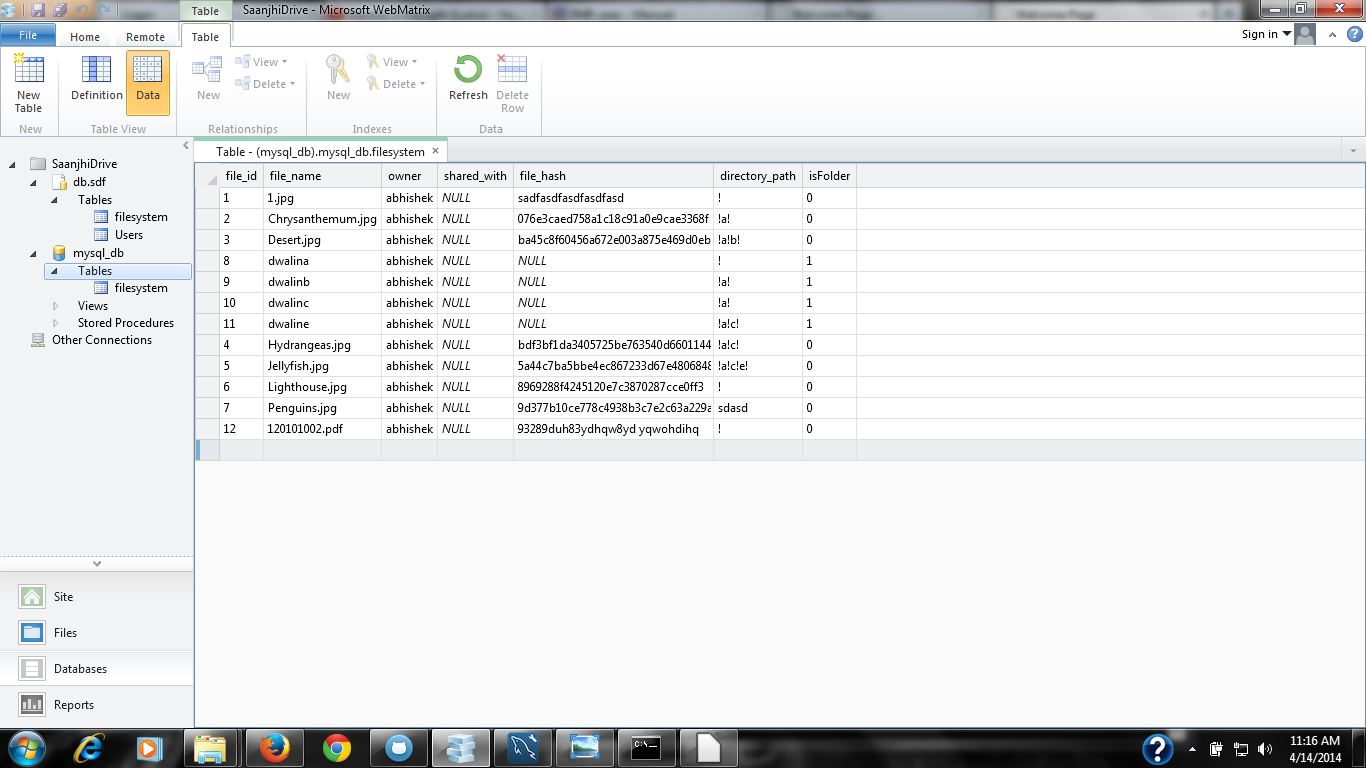 Table
SaanjhiDrive - Microsoft WebMatrix
File Home Remote Table
Sign in
New Table
Definition
Data
New
View
Delete
New
View
Delete
Refresh
Delete Row
New
Table View
Relationships
Indexes
Data
SaanjhiDrive
db.sdf
Tables
filesystem
Users
mysql_db
Tables
filesystem
Views
Stored Procedures
Other Connections
Table - (mysql_db).mysql_db.filesystem
file_id file_name owner shared_with file_hash directory_path isFolder
1 1.jpg abhishek NULL sadfasdfasdfasdfasd ! 0
2 Chrysanthemum.jpg abhishek NULL 076e3caed758a1c18c91a0e9cae3368f !a! 0
3 Desert.jpg abhishek NULL ba45c8f60456a672e003a875e469d0eb !a!b! 0
8 dwalina abhishek NULL NULL ! 1
9 dwalinb abhishek NULL NULL !a! 1
10 dwalinc abhishek NULL NULL !a! 1
11 dwaline abhishek NULL NULL !a!c! 1
4 Hydrangeas.jpg abhishek NULL bdf3bf1da3405725be763540d6601144 !a!c! 0
5 Jellyfish.jpg abhishek NULL 5a44c7ba5bbe4ec867233d67e4806848 !a!c!e! 0
6 Lighthouse.jpg abhishek NULL 8969288f4245120e7c3870287cce0ff3 ! 0
7 Penguins.jpg abhishek NULL 9d377b10ce778c4938b3c7e2c63a229a sdasd 0
12 120101002.pdf abhishek NULL 93289duh83ydhqw8yd yqwohdihq ! 0
Site
Files
Databases
Reports
11:16 AM
4/14/2014